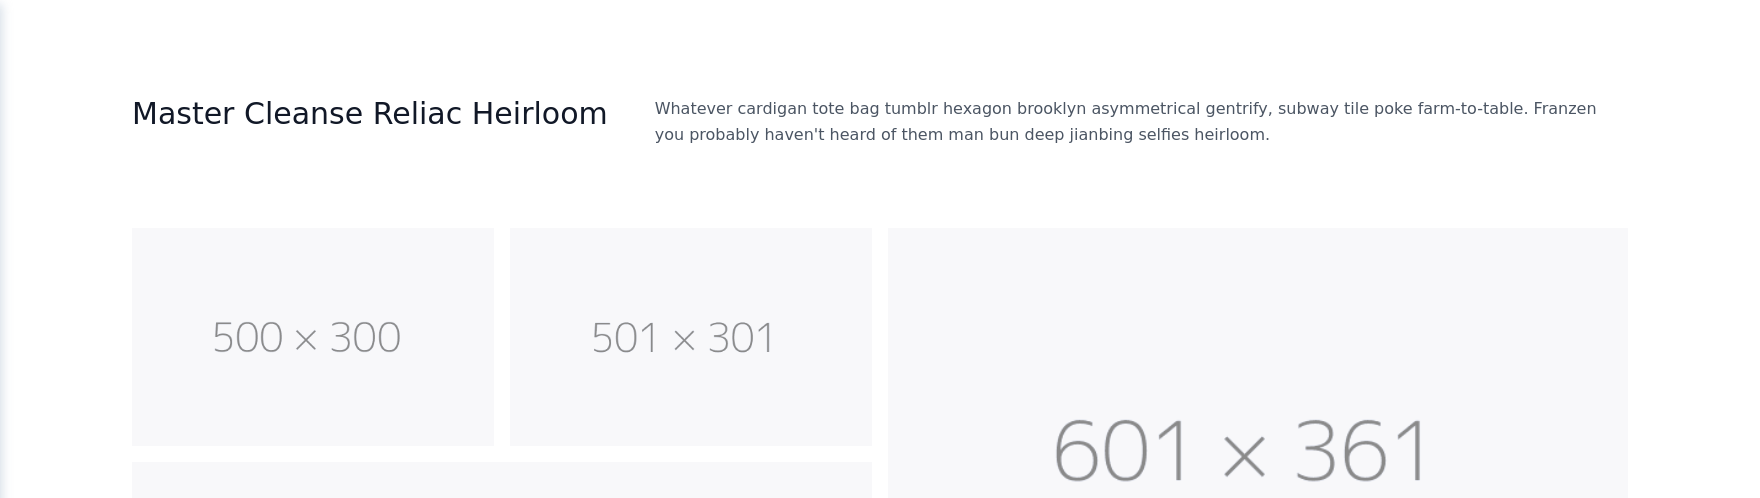 Master Cleanse Reliac Heirloom
Whatever cardigan tote bag tumblr hexagon brooklyn asymmetrical gentrify, subway tile poke farm-to-table. Franzen
you probably haven't heard of them man bun deep jianbing selfies heirloom.
500 × 300
501 × 301
601 × 361